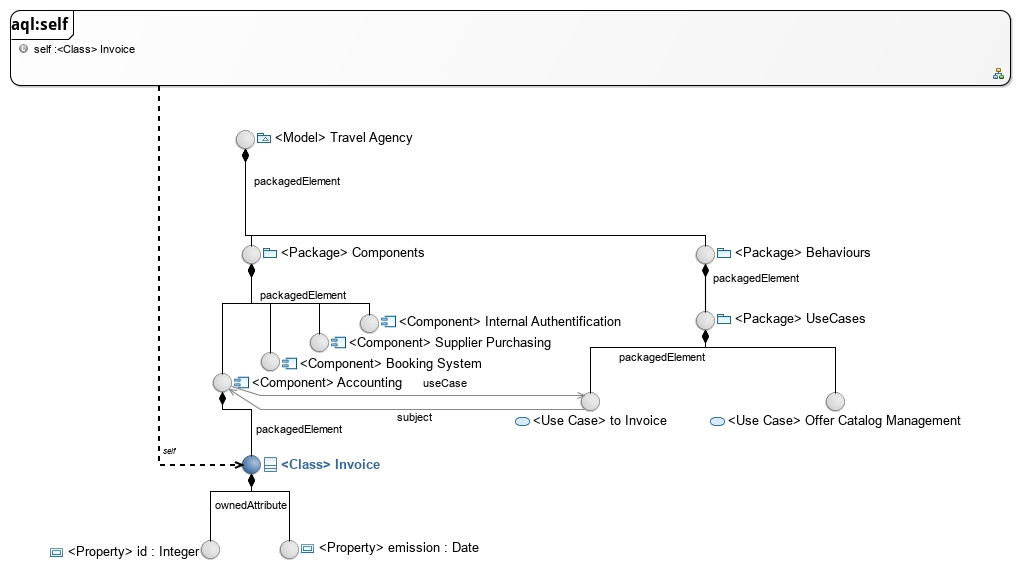 aql:self
self :<Class> Invoice
<Model> Travel Agency
packagedElement
<Package> Components
<Package> Behaviours
packagedElement
packagedElement
<Component> Internal Authentification
<Package> UseCases
<Component> Supplier Purchasing
packagedElement
<Component> Booking System
<Component> Accounting
useCase
subject
<Use Case> to Invoice
<Use Case> Offer Catalog Management
packagedElement
self
<Class> Invoice
ownedAttribute
<Property> id : Integer
<Property> emission : Date